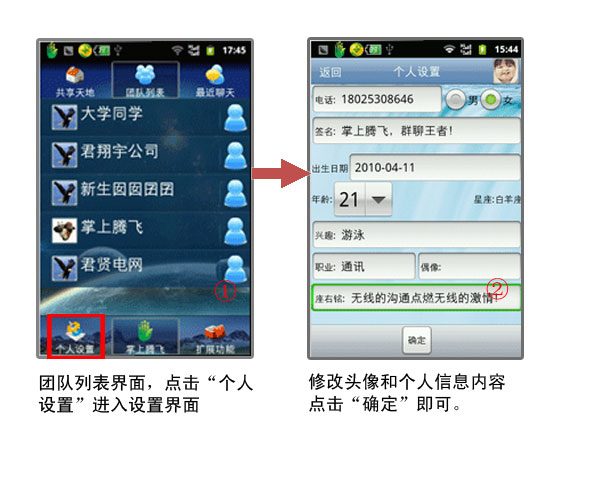 17:45
共享天地 团队列表 最近聊天
大学同学
君翔宇公司
新生囡囡团团
掌上腾飞
君贤电网
①
个人设置 掌上腾飞 扩展功能
团队列表界面，点击“个人
设置”进入设置界面
15:44
返回 个人设置
电话: 18025308646 男 女
签名: 掌上腾飞，群聊王者！
出生日期 2010-04-11
年龄: 21 星座:白羊座
兴趣: 游泳
职业: 通讯 偶像:
②
座右铭: 无线的沟通点燃无线的激情
确定
修改头像和个人信息内容
点击“确定”即可。